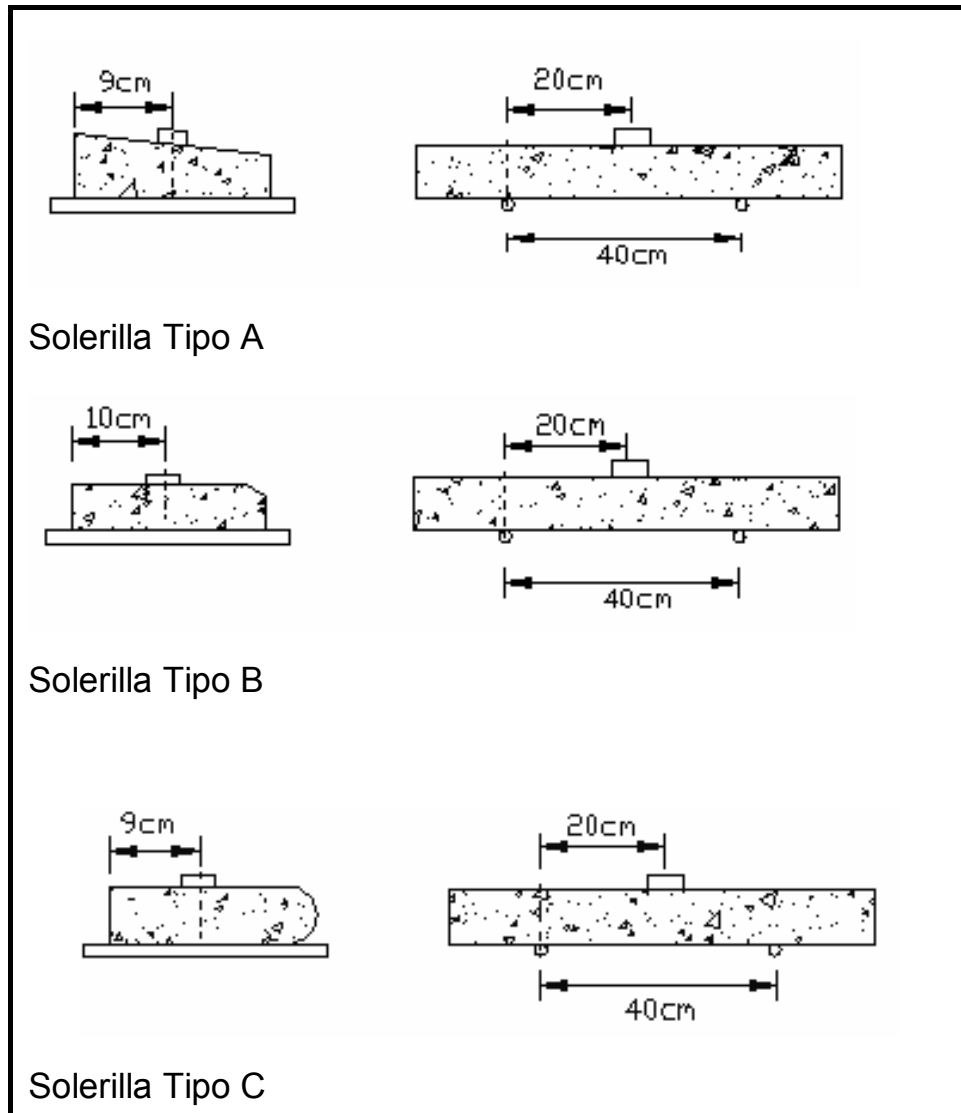 9cm
20cm
40cm
Solerilla Tipo A
10cm
20cm
40cm
Solerilla Tipo B
9cm
20cm
40cm
Solerilla Tipo C